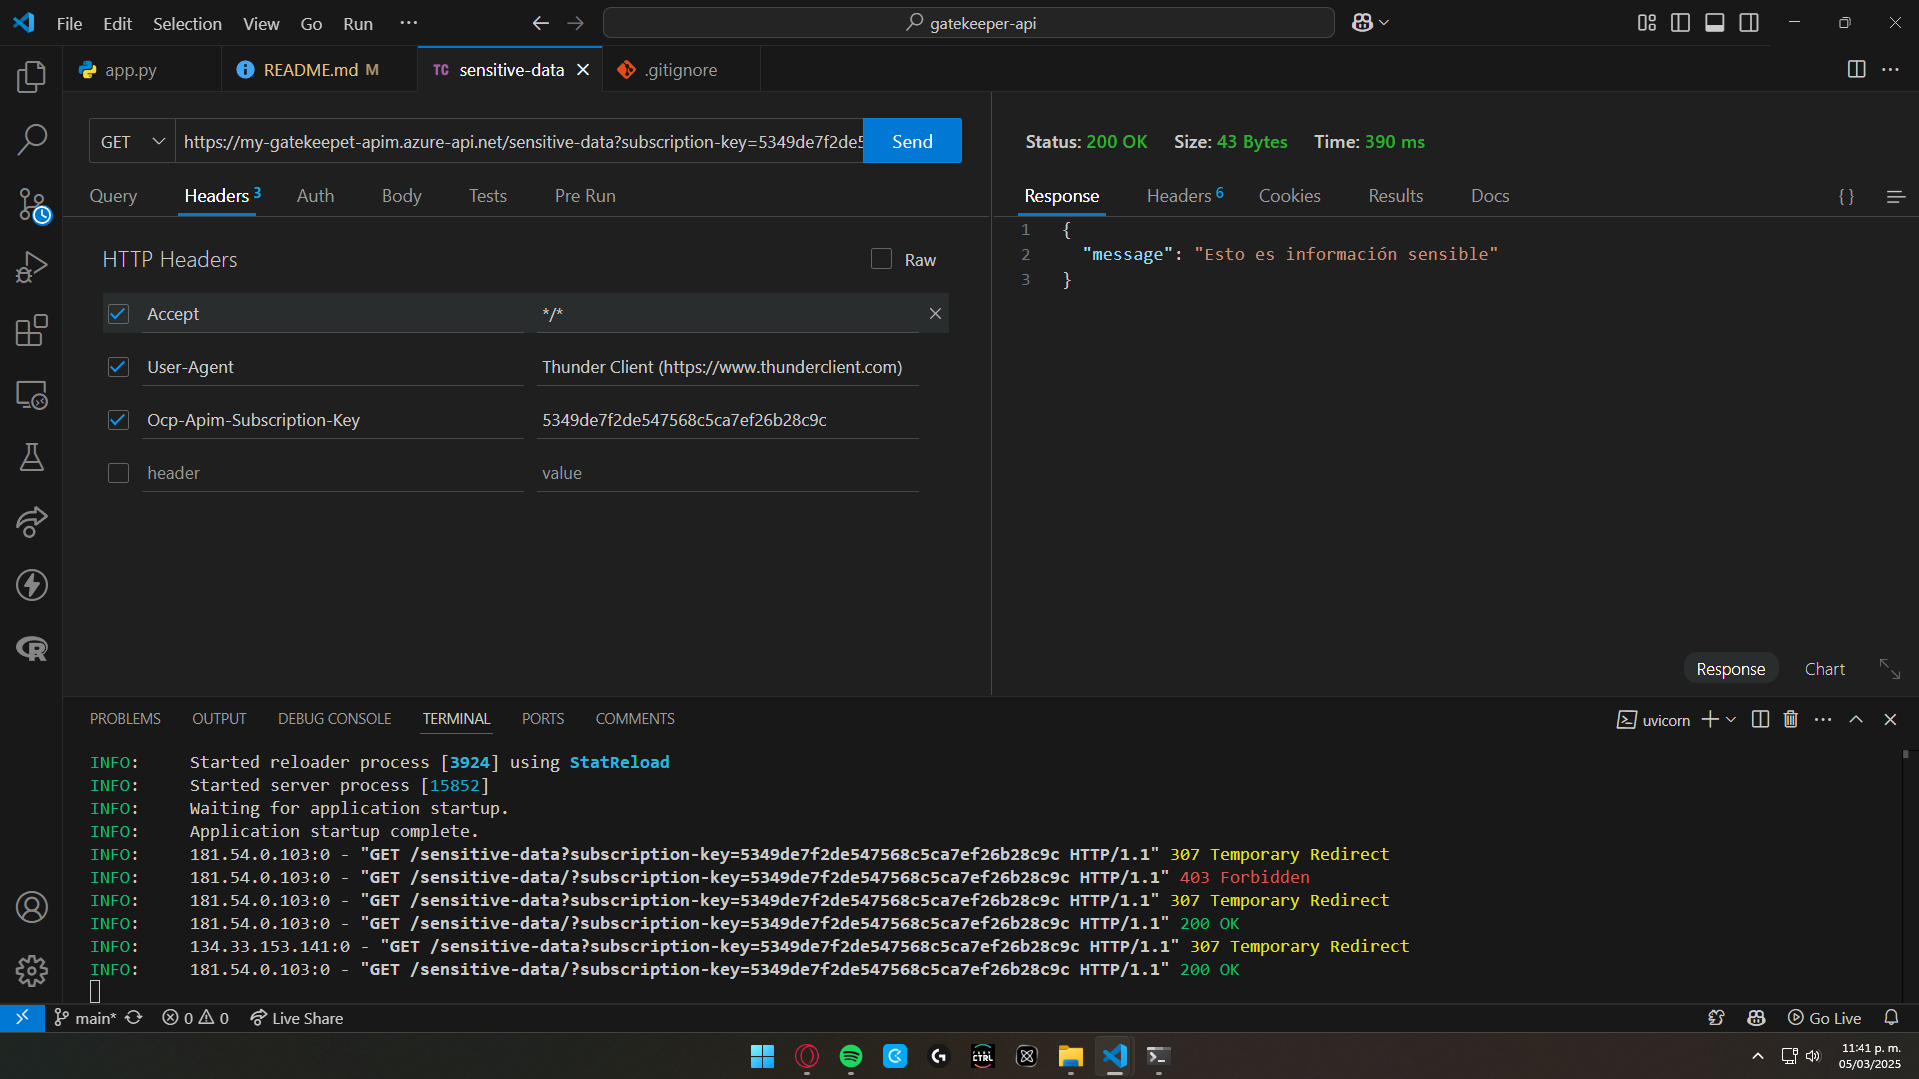 File Edit Selection View Go Run ···
gatekeeper-api
app.py
README.md M
TC sensitive-data
.gitignore
GET
https://my-gatekeepet-apim.azure-api.net/sensitive-data?subscription-key=5349de7f2de5
Send
Query Headers 3 Auth Body Tests Pre Run
HTTP Headers
Raw
Accept */*
User-Agent Thunder Client (https://www.thunderclient.com)
Ocp-Apim-Subscription-Key 5349de7f2de547568c5ca7ef26b28c9c
header value
Status: 200 OK Size: 43 Bytes Time: 390 ms
Response Headers 6 Cookies Results Docs { }
1 {
2 "message": "Esto es información sensible"
3 }
Response Chart
PROBLEMS OUTPUT DEBUG CONSOLE TERMINAL PORTS COMMENTS
uvicorn
INFO: Started reloader process [3924] using StatReload
INFO: Started server process [15852]
INFO: Waiting for application startup.
INFO: Application startup complete.
INFO: 181.54.0.103:0 - "GET /sensitive-data?subscription-key=5349de7f2de547568c5ca7ef26b28c9c HTTP/1.1" 307 Temporary Redirect
INFO: 181.54.0.103:0 - "GET /sensitive-data/?subscription-key=5349de7f2de547568c5ca7ef26b28c9c HTTP/1.1" 403 Forbidden
INFO: 181.54.0.103:0 - "GET /sensitive-data?subscription-key=5349de7f2de547568c5ca7ef26b28c9c HTTP/1.1" 307 Temporary Redirect
INFO: 181.54.0.103:0 - "GET /sensitive-data/?subscription-key=5349de7f2de547568c5ca7ef26b28c9c HTTP/1.1" 200 OK
INFO: 134.33.153.141:0 - "GET /sensitive-data?subscription-key=5349de7f2de547568c5ca7ef26b28c9c HTTP/1.1" 307 Temporary Redirect
INFO: 181.54.0.103:0 - "GET /sensitive-data/?subscription-key=5349de7f2de547568c5ca7ef26b28c9c HTTP/1.1" 200 OK
main* 0 0 Live Share
Go Live
CTRL
11:41 p. m.
05/03/2025